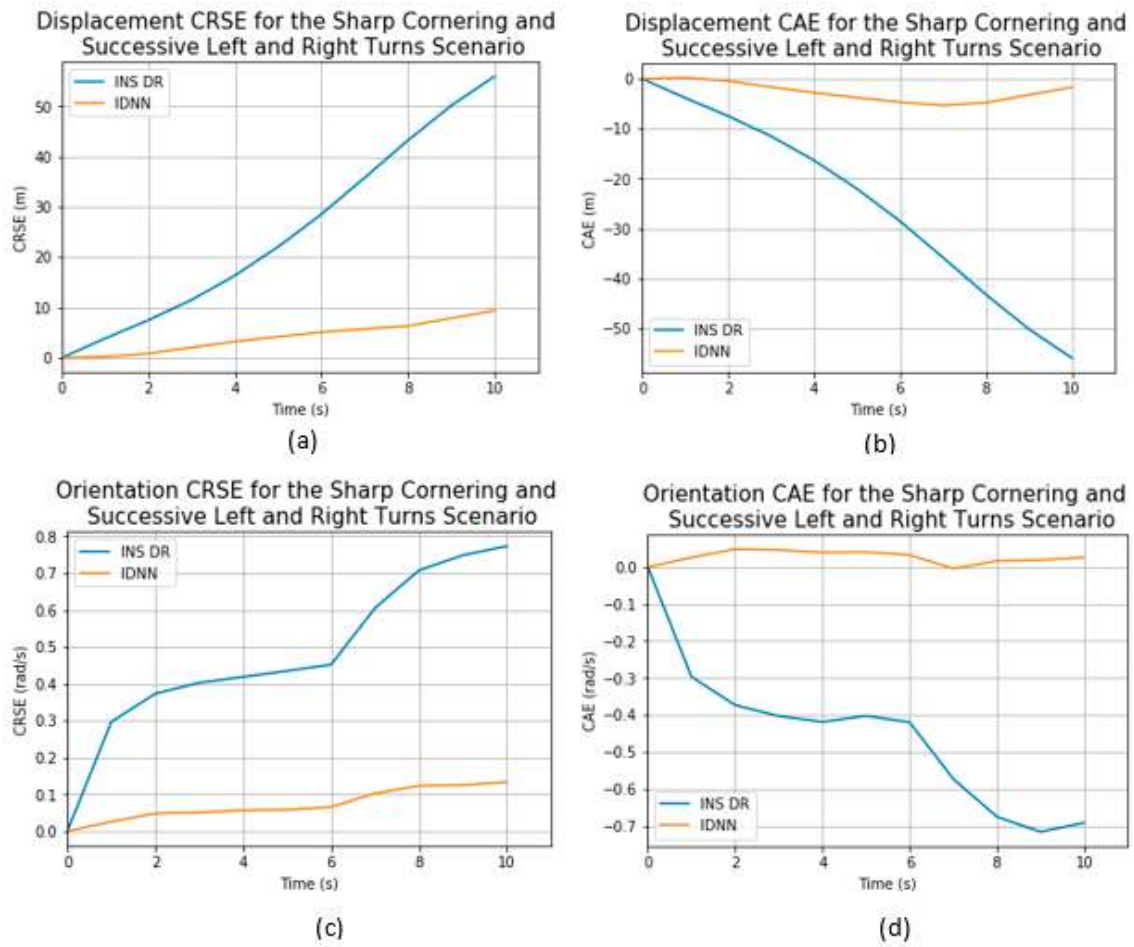 Displacement CRSE for the Sharp Cornering and
Successive Left and Right Turns Scenario
INS DR
IDNN
50
40
30
20
10
0
CRSE (m)
0 2 4 6 8 10
Time (s)
(a)
Displacement CAE for the Sharp Cornering and
Successive Left and Right Turns Scenario
0
−10
−20
−30
−40
−50
CAE (m)
INS DR
IDNN
0 2 4 6 8 10
Time (s)
(b)
Orientation CRSE for the Sharp Cornering and
Successive Left and Right Turns Scenario
INS DR
IDNN
0.8
0.7
0.6
0.5
0.4
0.3
0.2
0.1
0.0
CRSE (rad/s)
0 2 4 6 8 10
Time (s)
(c)
Orientation CAE for the Sharp Cornering and
Successive Left and Right Turns Scenario
0.0
−0.1
−0.2
−0.3
−0.4
−0.5
−0.6
−0.7
CAE (rad/s)
INS DR
IDNN
0 2 4 6 8 10
Time (s)
(d)